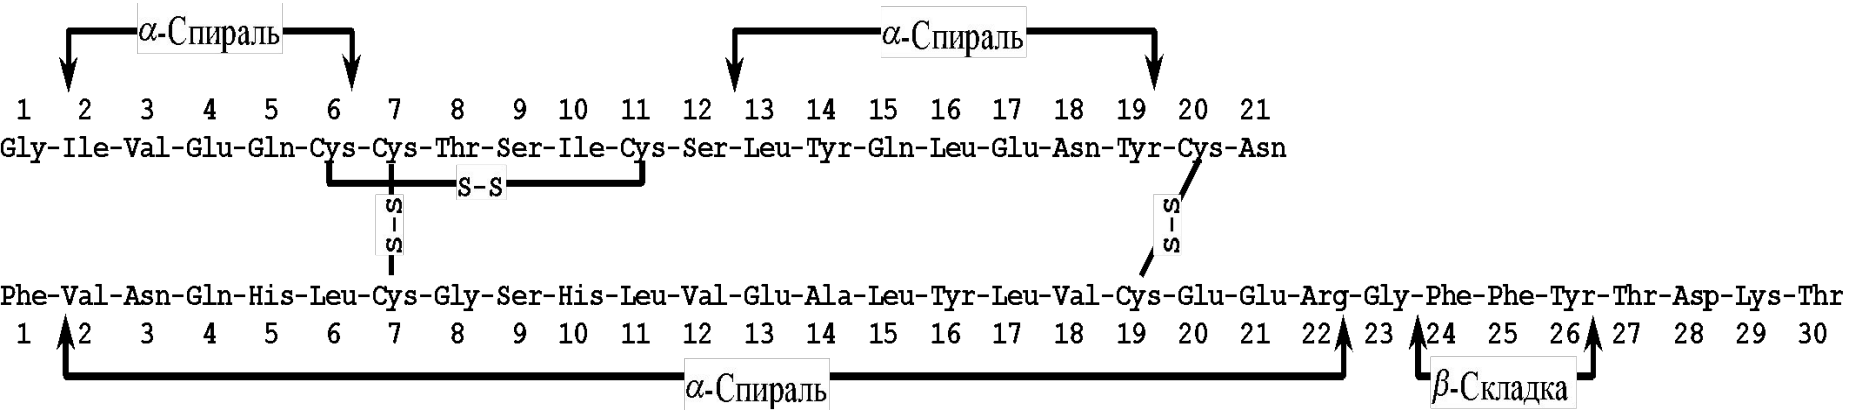 α-Спираль α-Спираль
1 2 3 4 5 6 7 8 9 10 11 12 13 14 15 16 17 18 19 20 21
Gly-Ile-Val-Glu-Gln-Cys-Cys-Thr-Ser-Ile-Cys-Ser-Leu-Tyr-Gln-Leu-Glu-Asn-Tyr-Cys-Asn
S-S
S-S S-S
Phe-Val-Asn-Gln-His-Leu-Cys-Gly-Ser-His-Leu-Val-Glu-Ala-Leu-Tyr-Leu-Val-Cys-Glu-Glu-Arg-Gly-Phe-Phe-Tyr-Thr-Asp-Lys-Thr
1 2 3 4 5 6 7 8 9 10 11 12 13 14 15 16 17 18 19 20 21 22 23 24 25 26 27 28 29 30
α-Спираль β-Складка